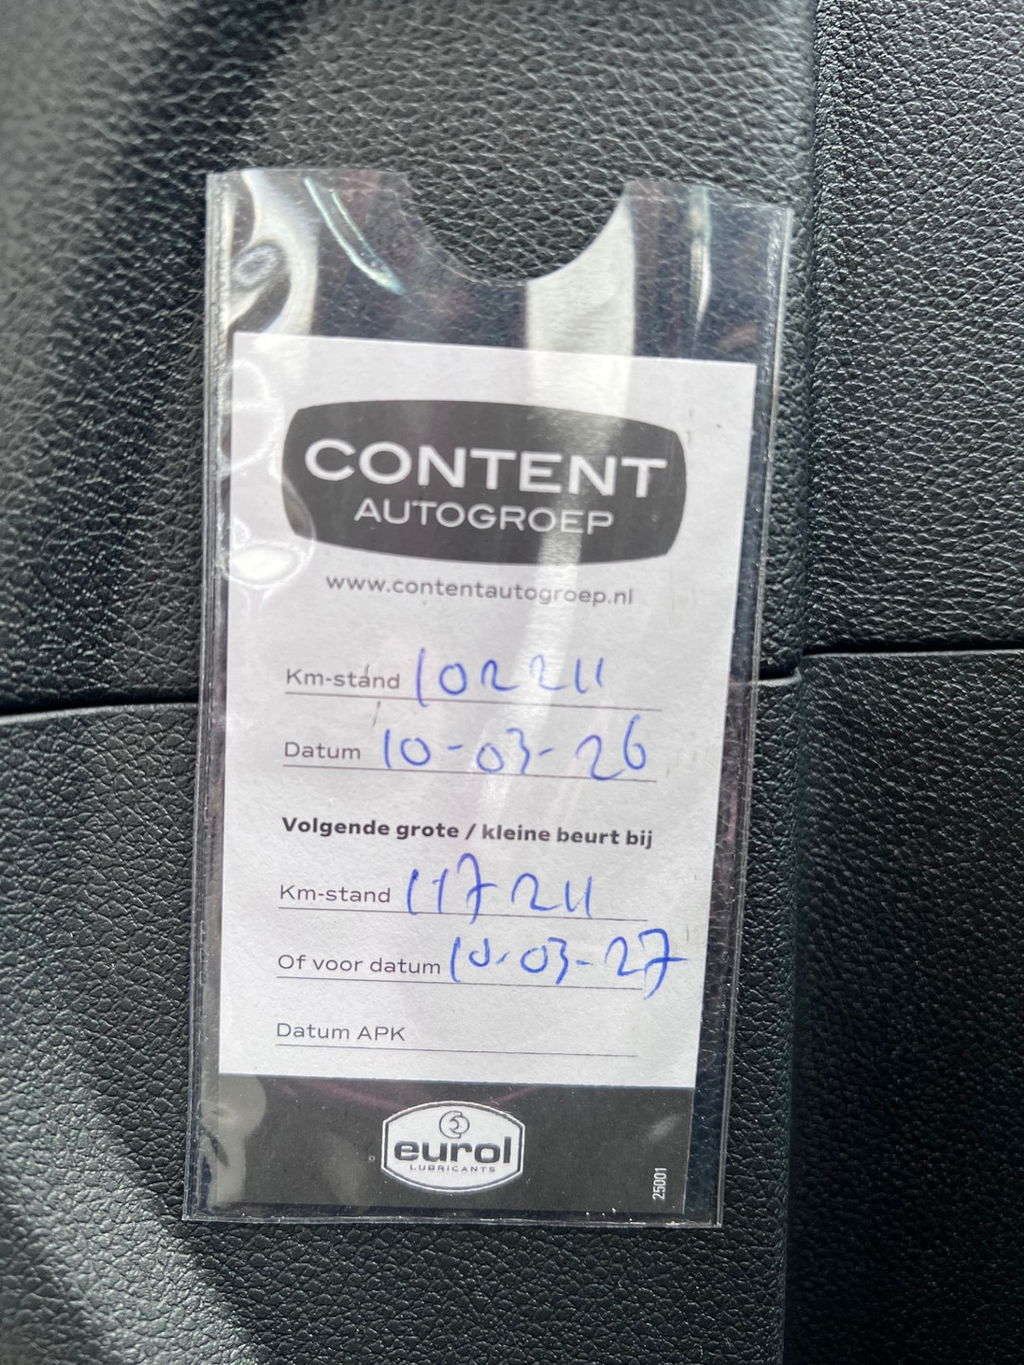 CONTENT
AUTOGROEP
www.contentautogroep.nl
Km-stand 102211
Datum 10-03-26
Volgende grote / kleine beurt bij
Km-stand 117211
Of voor datum 10-03-27
Datum APK
eurol
LUBRICANTS
25001